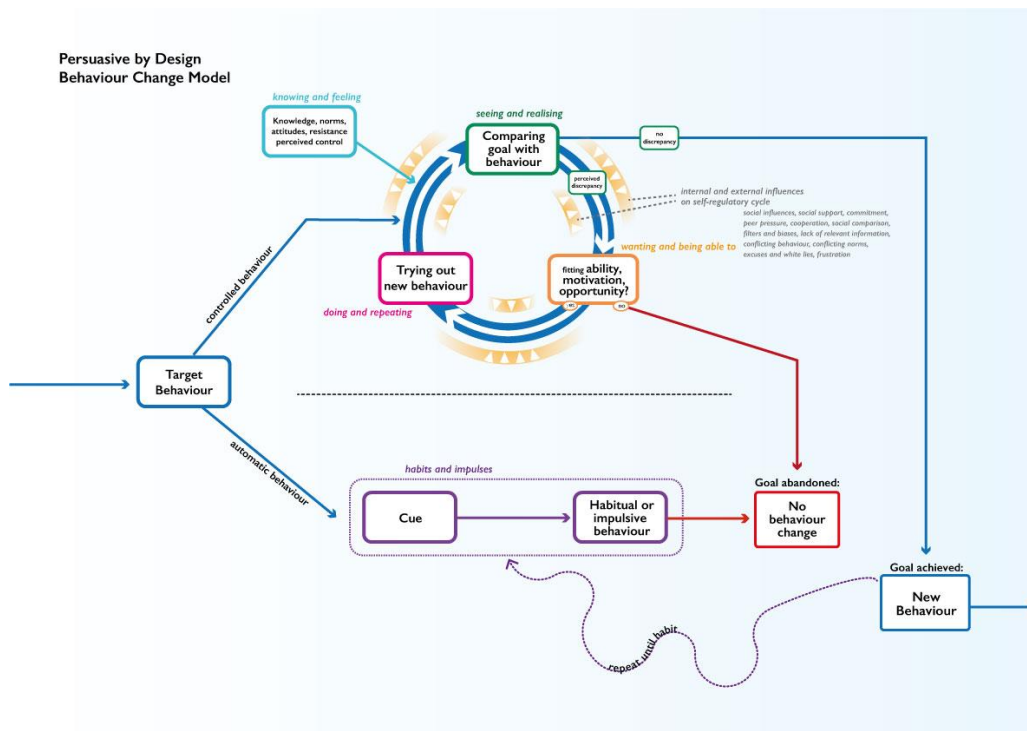 Persuasive by Design
Behaviour Change Model
knowing and feeling
Knowledge, norms,
attitudes, resistance
perceived control
seeing and realising
Comparing
goal with
behaviour
no
discrepancy
perceived
discrepancy
internal and external influences
on self-regulatory cycle
social influences, social support, commitment,
peer pressure, cooperation, social comparison,
filters and biases, lack of relevant information,
conflicting behaviour, conflicting norms,
excuses and white lies, frustration
wanting and being able to
fitting ability,
motivation,
opportunity?
Trying out
new behaviour
doing and repeating
controlled behaviour
Target
Behaviour
automatic behaviour
habits and impulses
Cue
Habitual or
impulsive
behaviour
Goal abandoned:
No
behaviour
change
Goal achieved:
New
Behaviour
repeat until habit